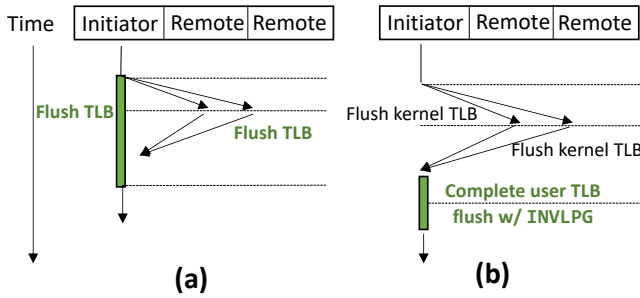 Time
Initiator Remote Remote
Flush TLB
Flush TLB
(a)
Initiator Remote Remote
Flush kernel TLB
Flush kernel TLB
Complete user TLB
flush w/ INVLPG
(b)